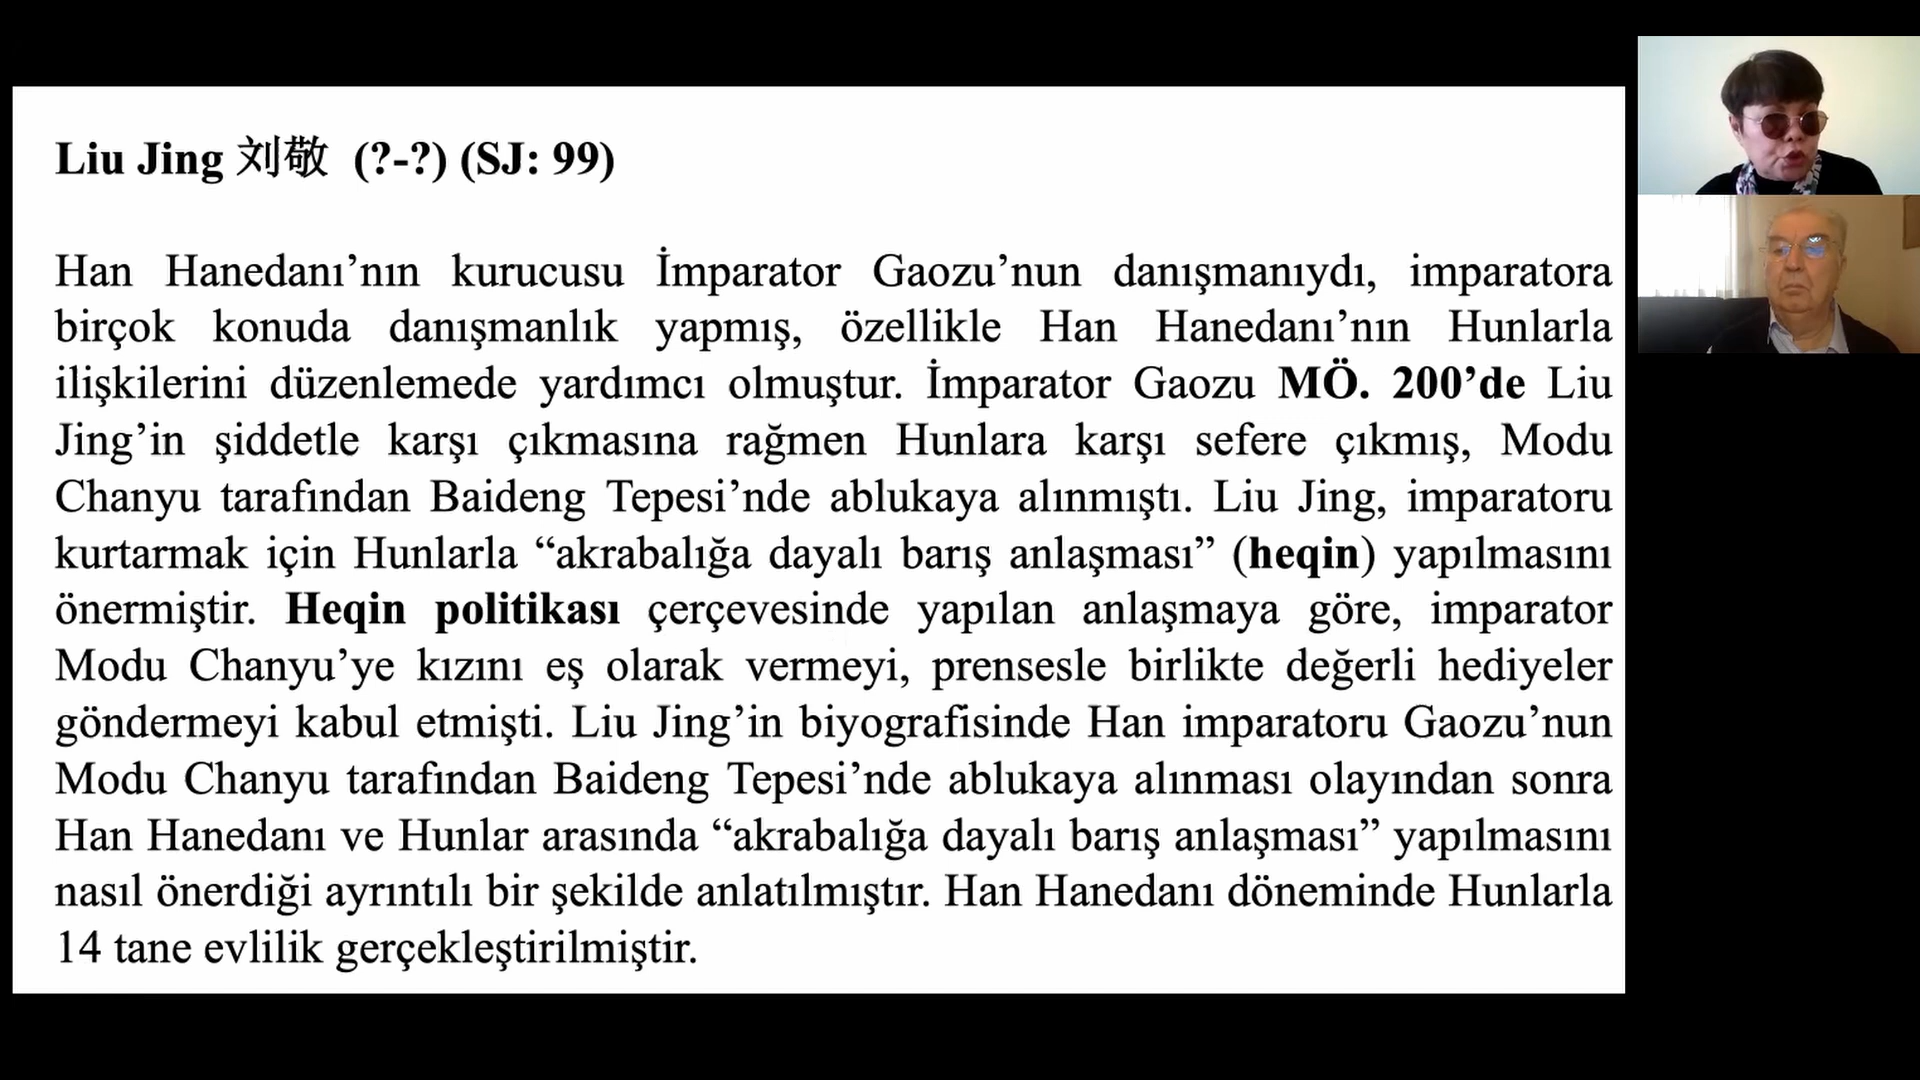 Liu Jing 刘敬 (?-?) (SJ: 99)
Han Hanedanı’nın kurucusu İmparator Gaozu’nun danışmanıydı, imparatora
birçok konuda danışmanlık yapmış, özellikle Han Hanedanı’nın Hunlarla
ilişkilerini düzenlemede yardımcı olmuştur. İmparator Gaozu MÖ. 200’de Liu
Jing’in şiddetle karşı çıkmasına rağmen Hunlara karşı sefere çıkmış, Modu
Chanyu tarafından Baideng Tepesi’nde ablukaya alınmıştı. Liu Jing, imparatoru
kurtarmak için Hunlarla “akrabalığa dayalı barış anlaşması” (heqin) yapılmasını
önermiştir. Heqin politikası çerçevesinde yapılan anlaşmaya göre, imparator
Modu Chanyu’ye kızını eş olarak vermeyi, prensesle birlikte değerli hediyeler
göndermeyi kabul etmişti. Liu Jing’in biyografisinde Han imparatoru Gaozu’nun
Modu Chanyu tarafından Baideng Tepesi’nde ablukaya alınması olayından sonra
Han Hanedanı ve Hunlar arasında “akrabalığa dayalı barış anlaşması” yapılmasını
nasıl önerdiği ayrıntılı bir şekilde anlatılmıştır. Han Hanedanı döneminde Hunlarla
14 tane evlilik gerçekleştirilmiştir.